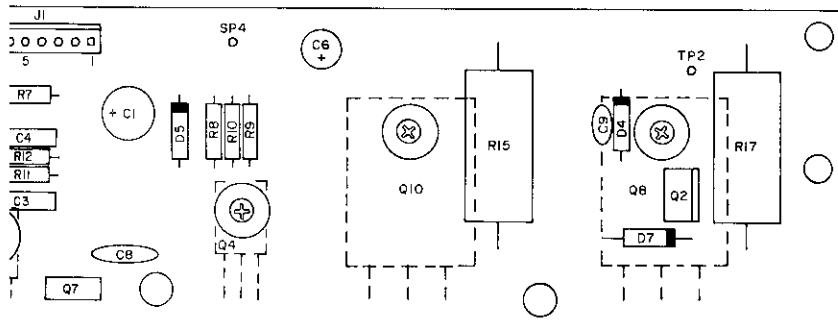 J1
SP4
C6
+
TP2
5
1
R7
+ C1
D5
R8
R10
R9
C9
D4
C4
R12
R11
R15
R17
Q10
Q8
Q2
C3
Q4
D7
C8
Q7